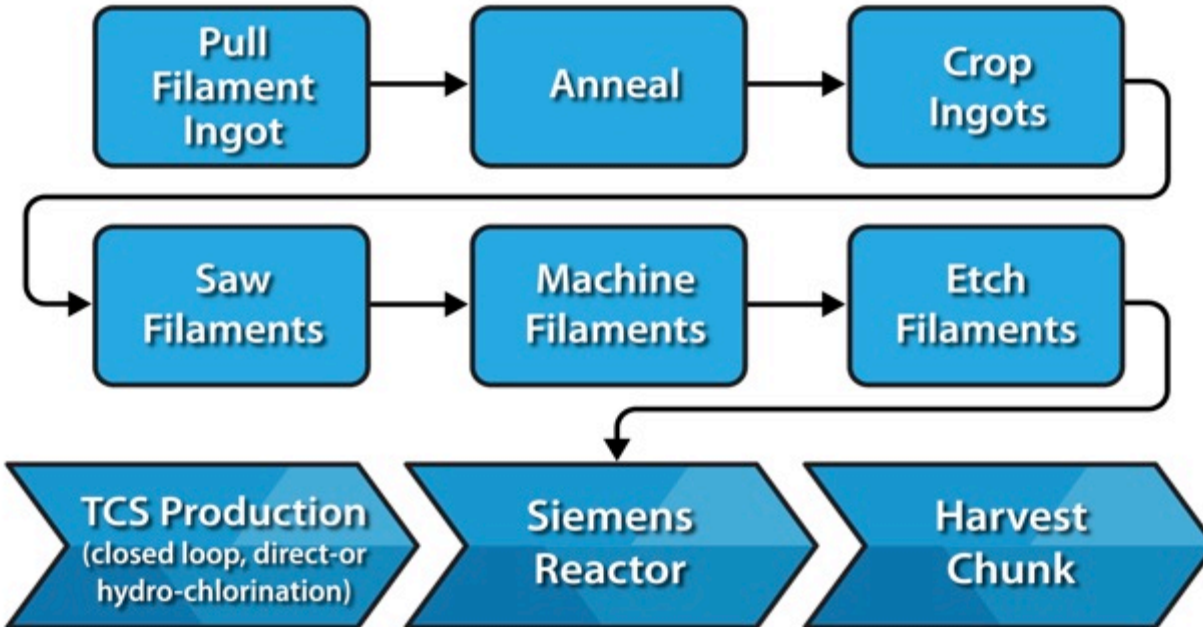 Pull
Filament
Ingot
Anneal
Crop
Ingots
Saw
Filaments
Machine
Filaments
Etch
Filaments
TCS Production
(closed loop, direct-or
hydro-chlorination)
Siemens
Reactor
Harvest
Chunk